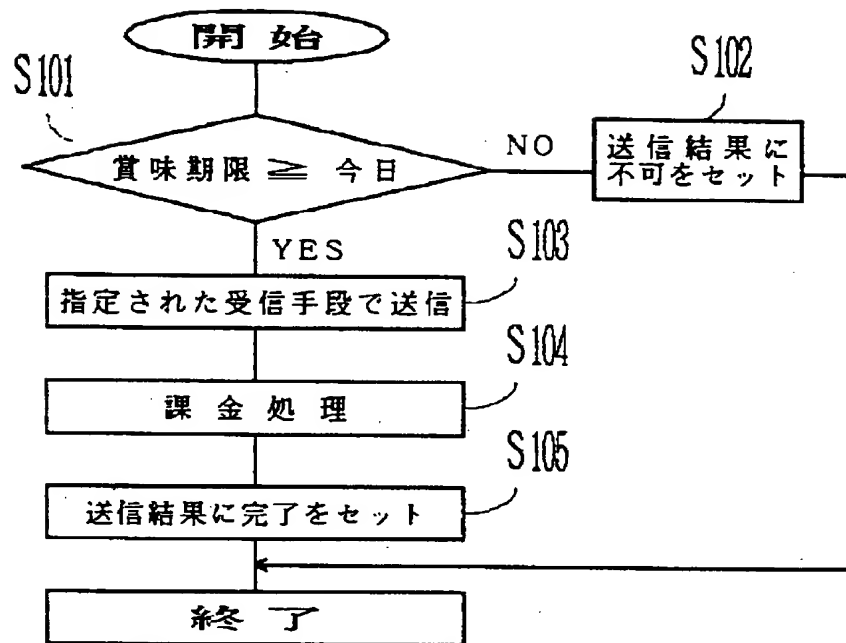 開始
S101
賞味期限 ≧ 今日
NO
S102
送信結果に
不可をセット
YES
S103
指定された受信手段で送信
S104
課金処理
S105
送信結果に完了をセット
終了